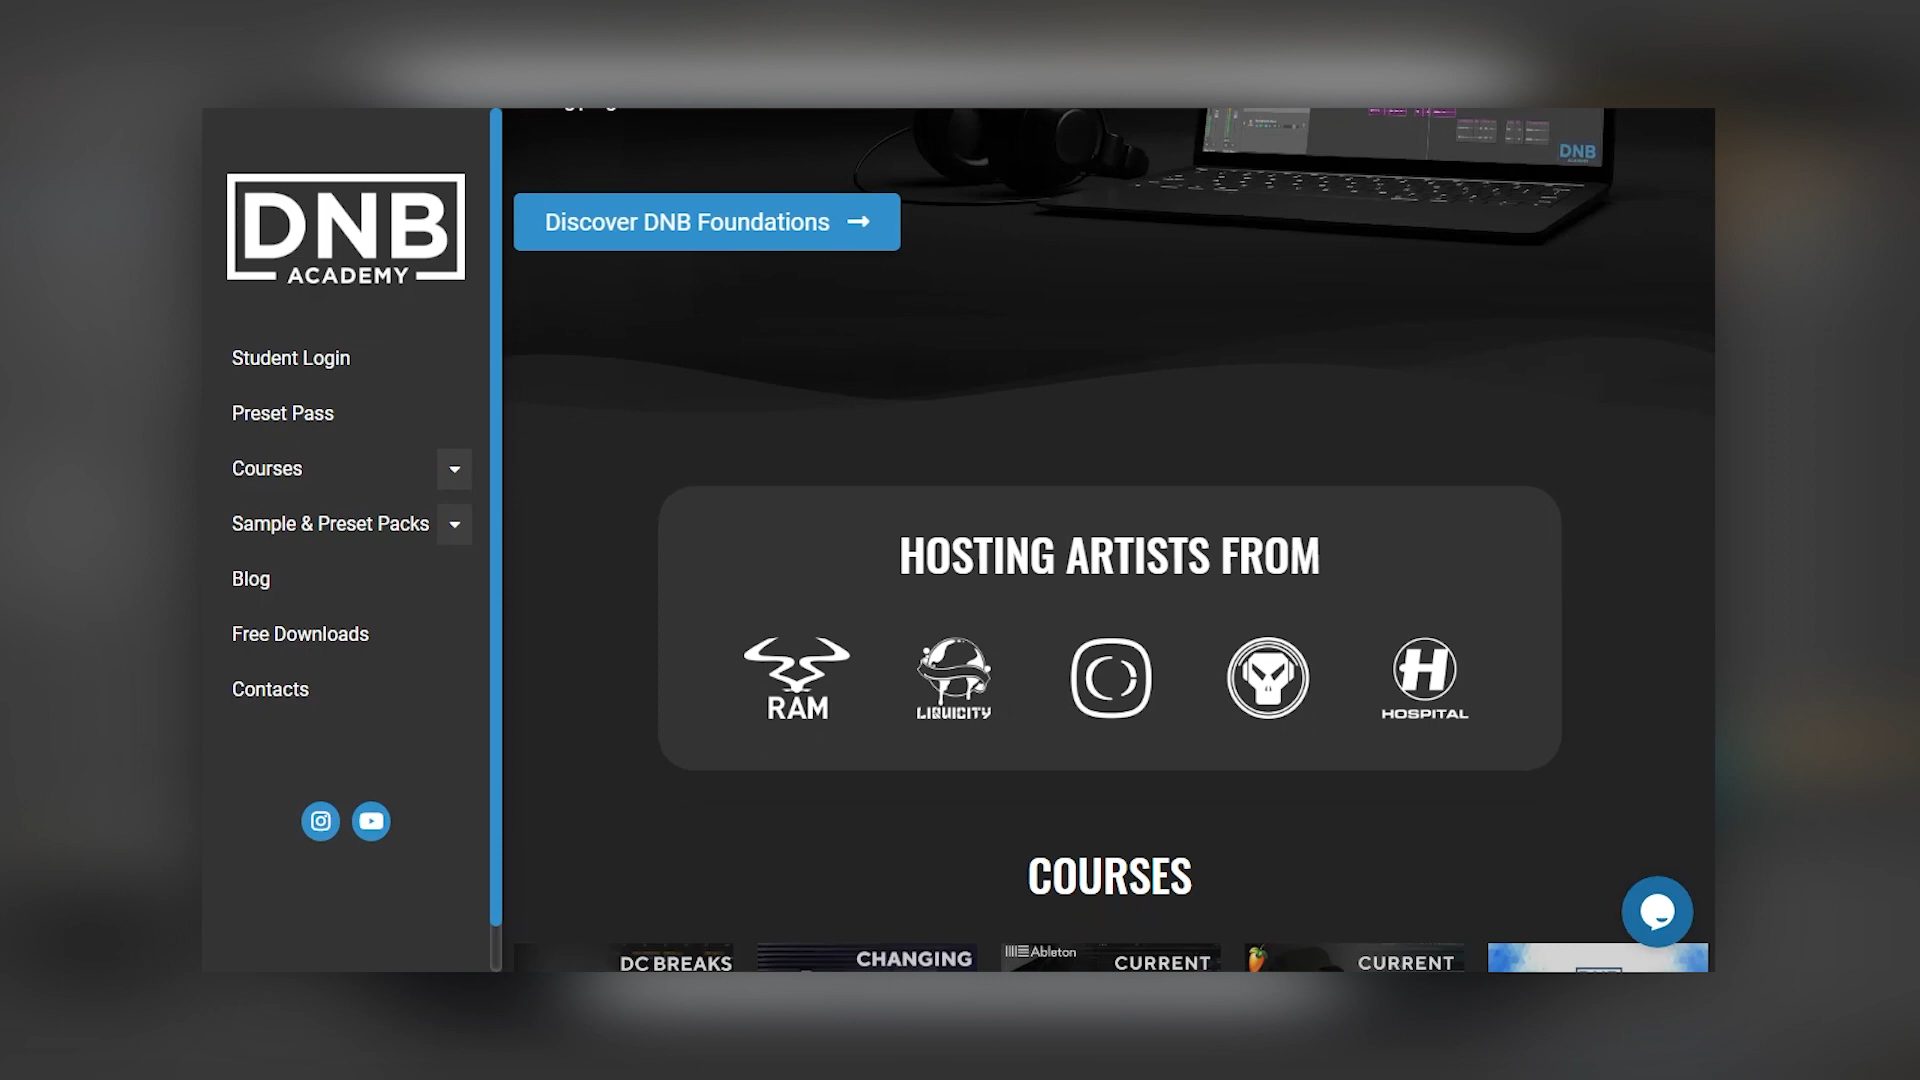 DNB
ACADEMY
Student Login
Preset Pass
Courses
Sample & Preset Packs
Blog
Free Downloads
Contacts
DNB
Discover DNB Foundations
HOSTING ARTISTS FROM
RAM
LIQUICITY
H
HOSPITAL
COURSES
DC BREAKS
CHANGING
Ableton
CURRENT
CURRENT